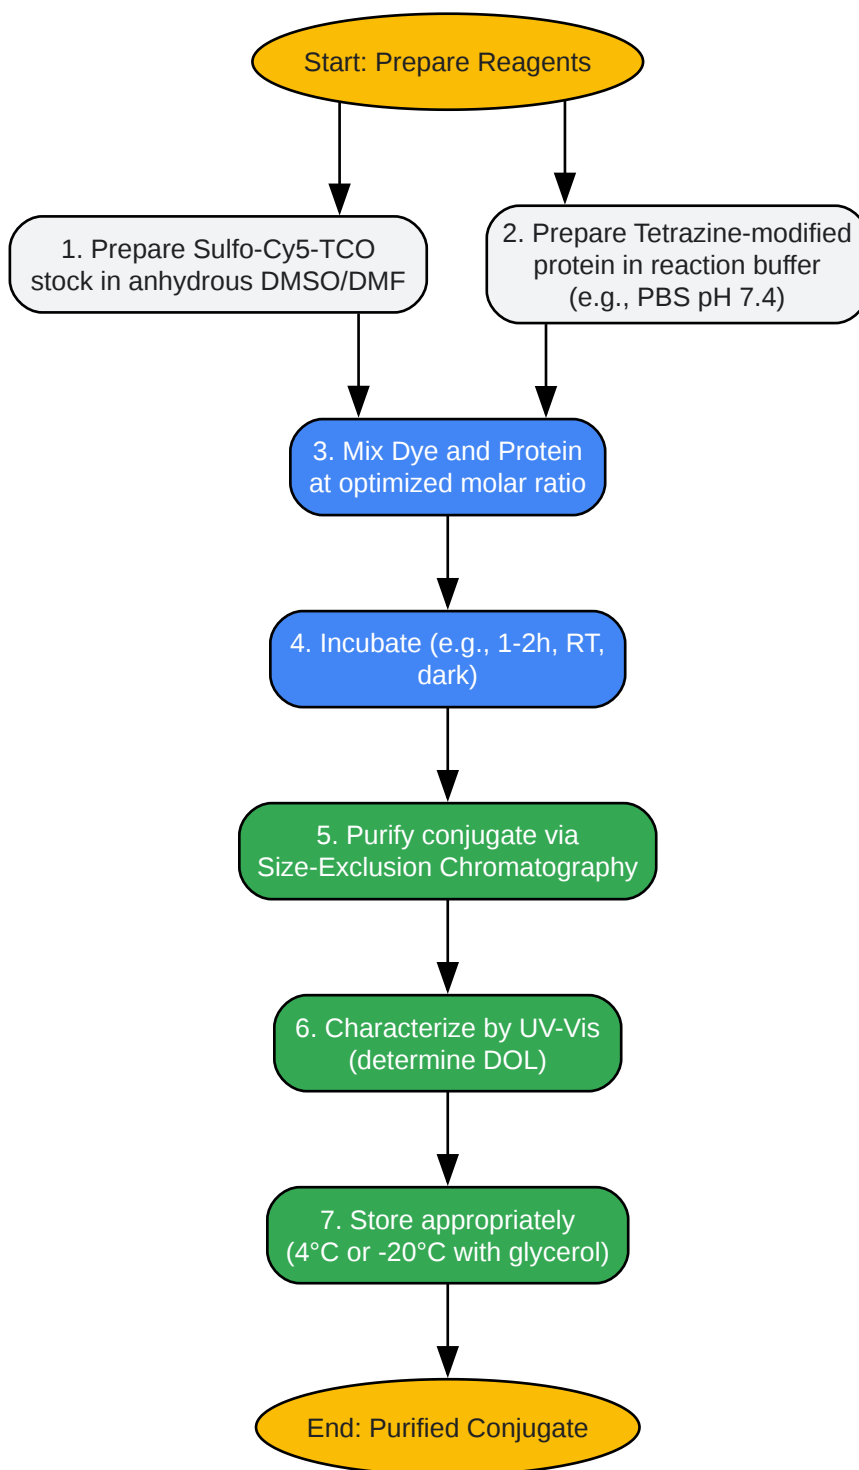 Start: Prepare Reagents
1. Prepare Sulfo-Cy5-TCO
stock in anhydrous DMSO/DMF
2. Prepare Tetrazine-modified
protein in reaction buffer
(e.g., PBS pH 7.4)
3. Mix Dye and Protein
at optimized molar ratio
4. Incubate (e.g., 1-2h, RT,
dark)
5. Purify conjugate via
Size-Exclusion Chromatography
6. Characterize by UV-Vis
(determine DOL)
7. Store appropriately
(4°C or -20°C with glycerol)
End: Purified Conjugate